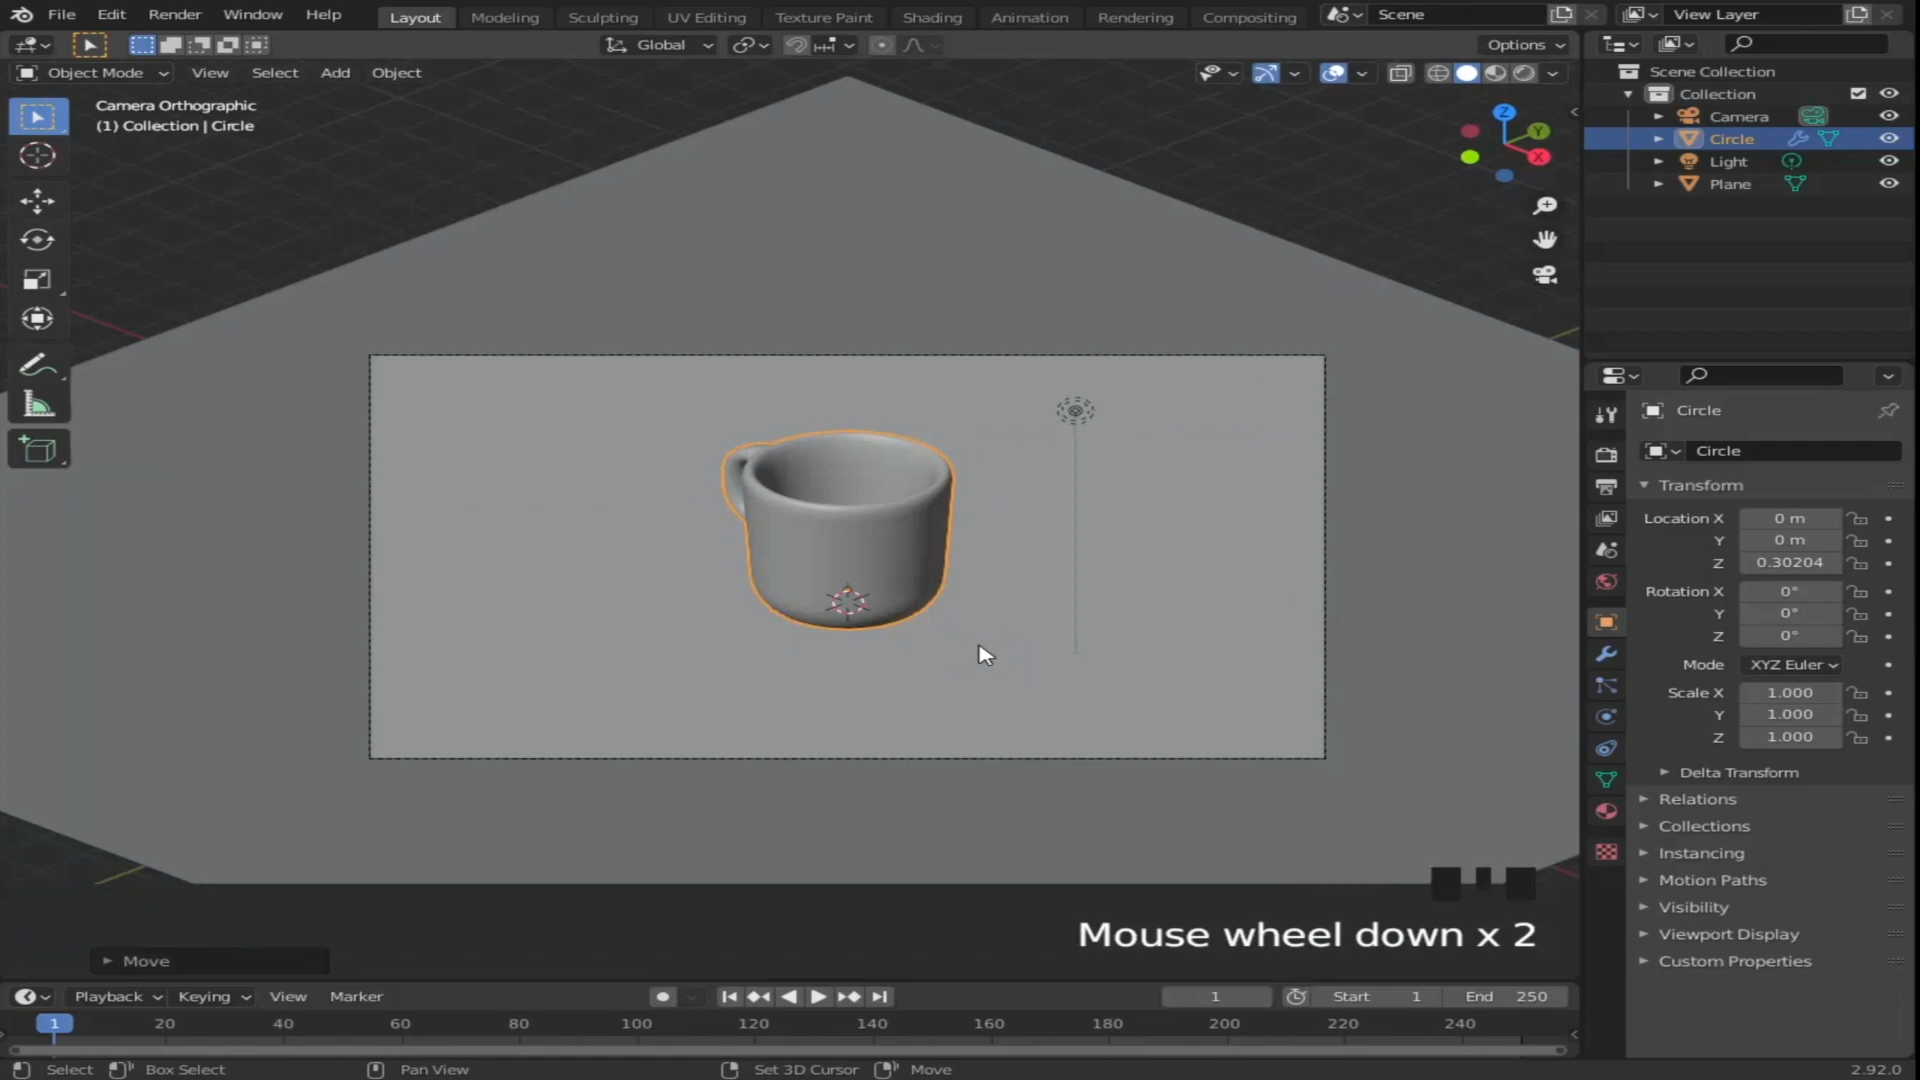 File Edit Render Window Help Layout Modeling Sculpting UV Editing Texture Paint Shading Animation Rendering Compositing Scene View Layer
Global Options
Object Mode View Select Add Object
Camera Orthographic
(1) Collection | Circle
Z
Y
X
Scene Collection
Collection
Camera
Circle
Light
Plane
Circle
Circle
Transform
Location X 0 m
Y 0 m
Z 0.30204
Rotation X 0°
Y 0°
Z 0°
Mode XYZ Euler
Scale X 1.000
Y 1.000
Z 1.000
Delta Transform
Relations
Collections
Instancing
Motion Paths
Visibility
Viewport Display
Custom Properties
Mouse wheel down x 2
Move
Playback Keying View Marker 1 Start 1 End 250
1 20 40 60 80 100 120 140 160 180 200 220 240
Select Box Select Pan View Set 3D Cursor Move 2.92.0